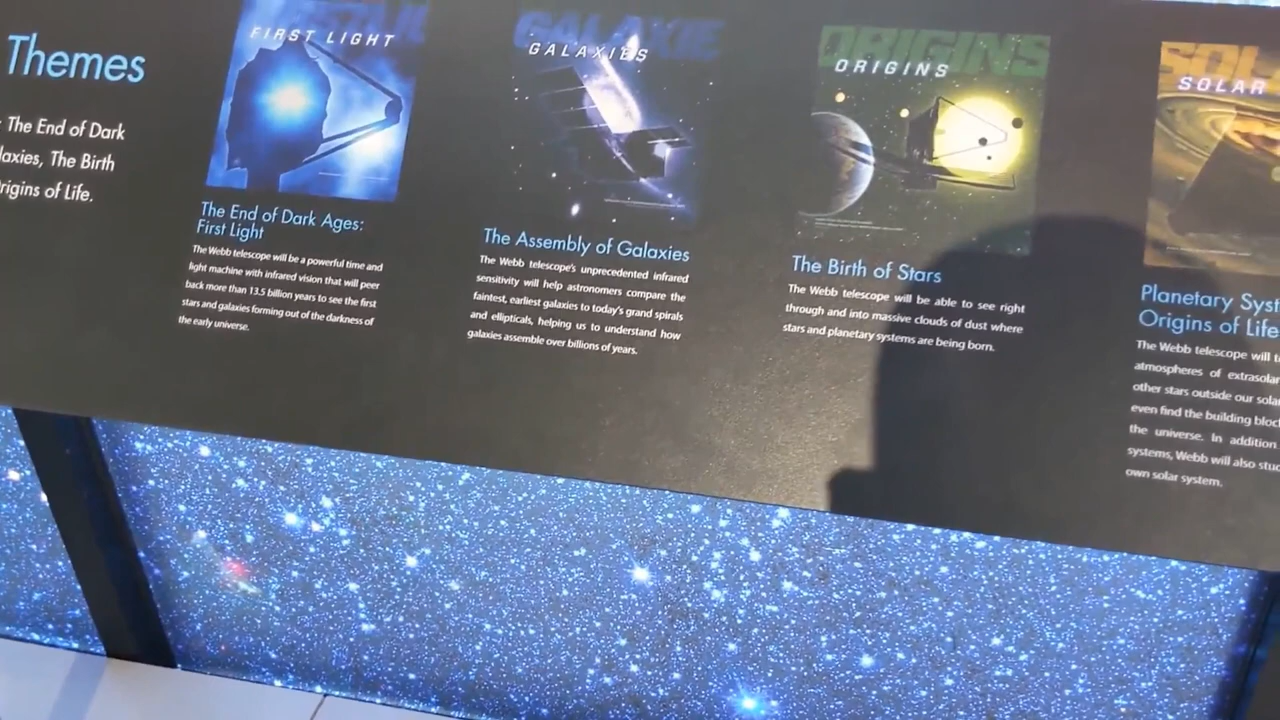 Themes
: The End of Dark
laxies, The Birth
rigins of Life.
FIRST LIGHT
The End of Dark Ages:
First Light
The Webb telescope will be a powerful time and
light machine with infrared vision that will peer
back more than 13.5 billion years to see the first
stars and galaxies forming out of the darkness of
the early universe.
GALAXIE
GALAXIES
The Assembly of Galaxies
The Webb telescope's unprecedented infrared
sensitivity will help astronomers compare the
faintest, earliest galaxies to today's grand spirals
and ellipticals, helping us to understand how
galaxies assemble over billions of years.
ORIGINS
ORIGINS
The Birth of Stars
The Webb telescope will be able to see right
through and into massive clouds of dust where
stars and planetary systems are being born.
SOL
SOLAR
Planetary Syst
Origins of Life
The Webb telescope will t
atmospheres of extrasolar
other stars outside our sola
even find the building bloc
the universe. In addition
systems, Webb will also stud
own solar system.